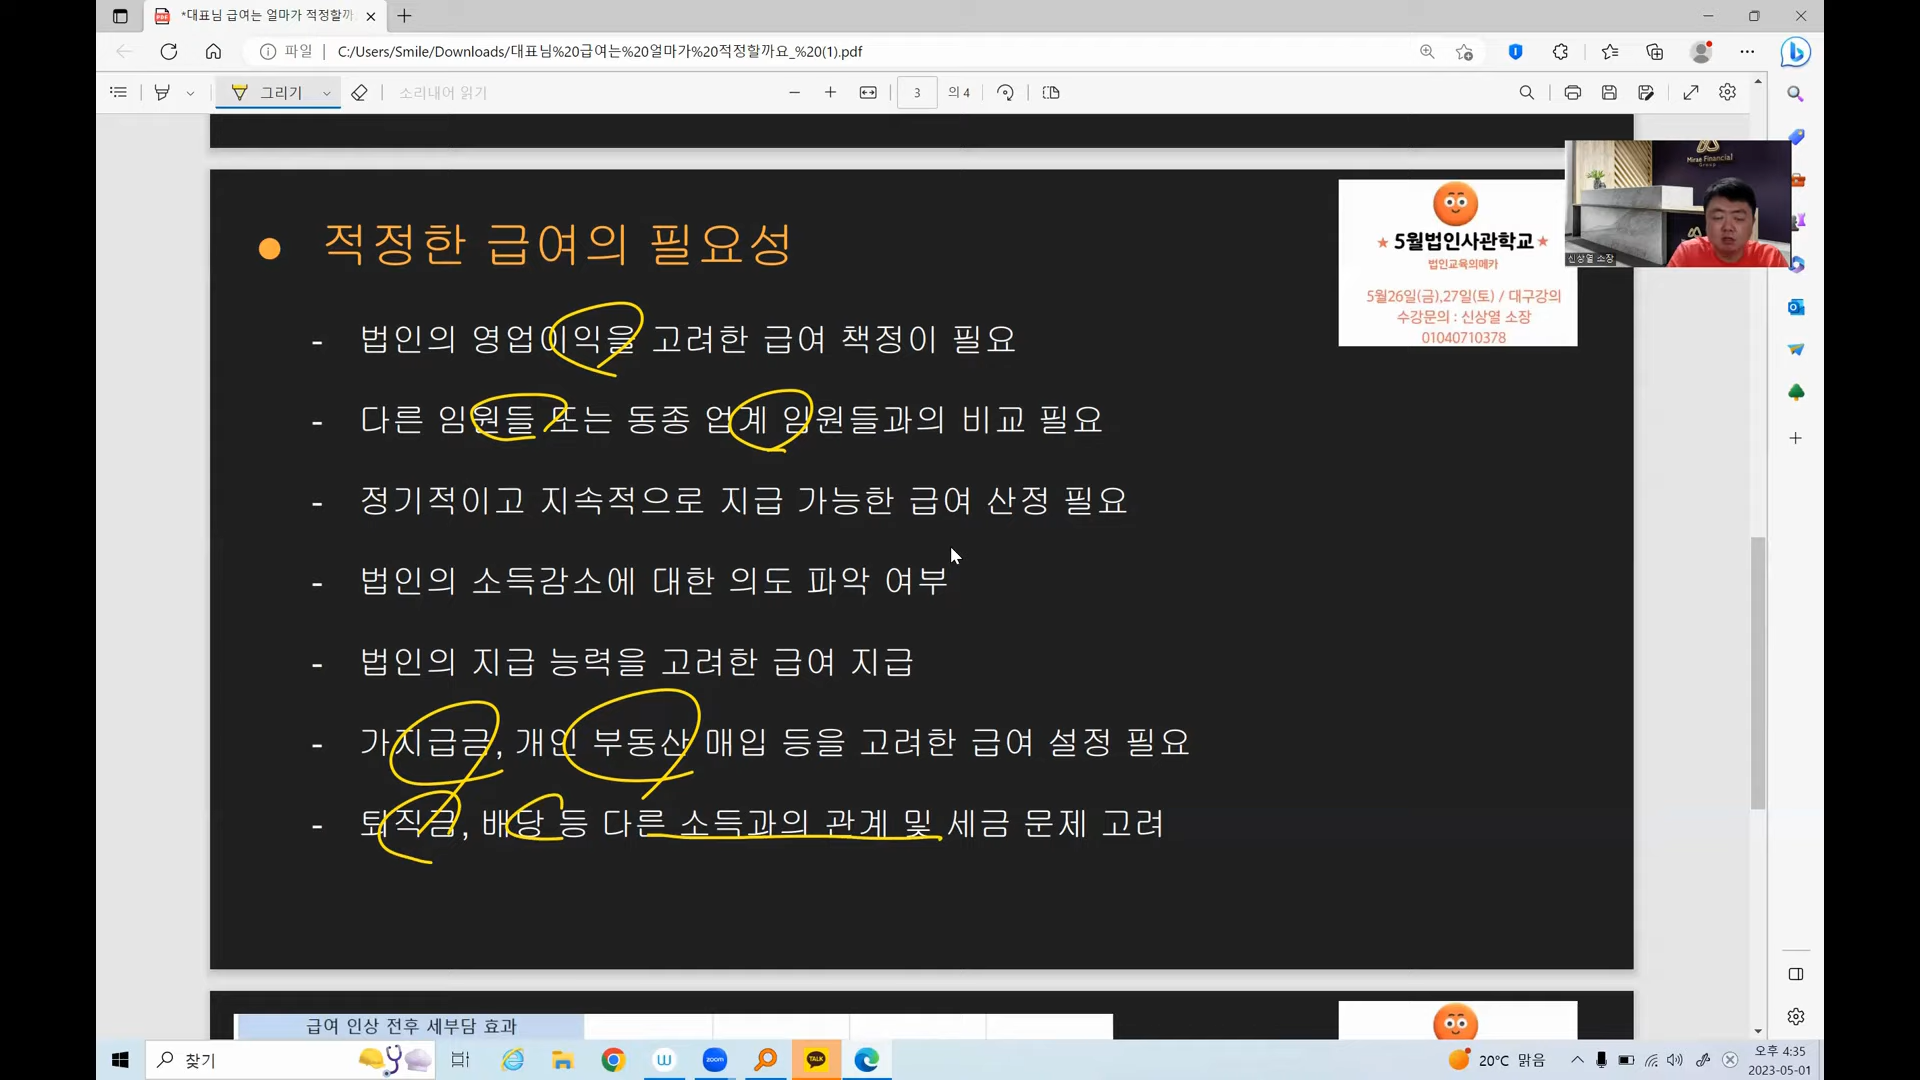 *대표님 급여는 얼마가 적정할까
파일
C:/Users/Smile/Downloads/대표님%20급여는%20얼마가%20적정할까요_%20(1).pdf
그리기
소리내어 읽기
3
의 4
Mirae Financial
Group
신상열 소장
적정한 급여의 필요성
★ 5월법인사관학교 ★
법인교육의메카
5월26일(금),27일(토) / 대구강의
수강문의 : 신상열 소장
01040710378
- 법인의 영업이익을 고려한 급여 책정이 필요
- 다른 임원들 또는 동종 업계 임원들과의 비교 필요
- 정기적이고 지속적으로 지급 가능한 급여 산정 필요
- 법인의 소득감소에 대한 의도 파악 여부
- 법인의 지급 능력을 고려한 급여 지급
- 가지급금, 개인 부동산 매입 등을 고려한 급여 설정 필요
- 퇴직금, 배당 등 다른 소득과의 관계 및 세금 문제 고려
급여 인상 전후 세부담 효과
찾기
zoom
TALK
20°C 맑음
오후 4:35
2023-05-01